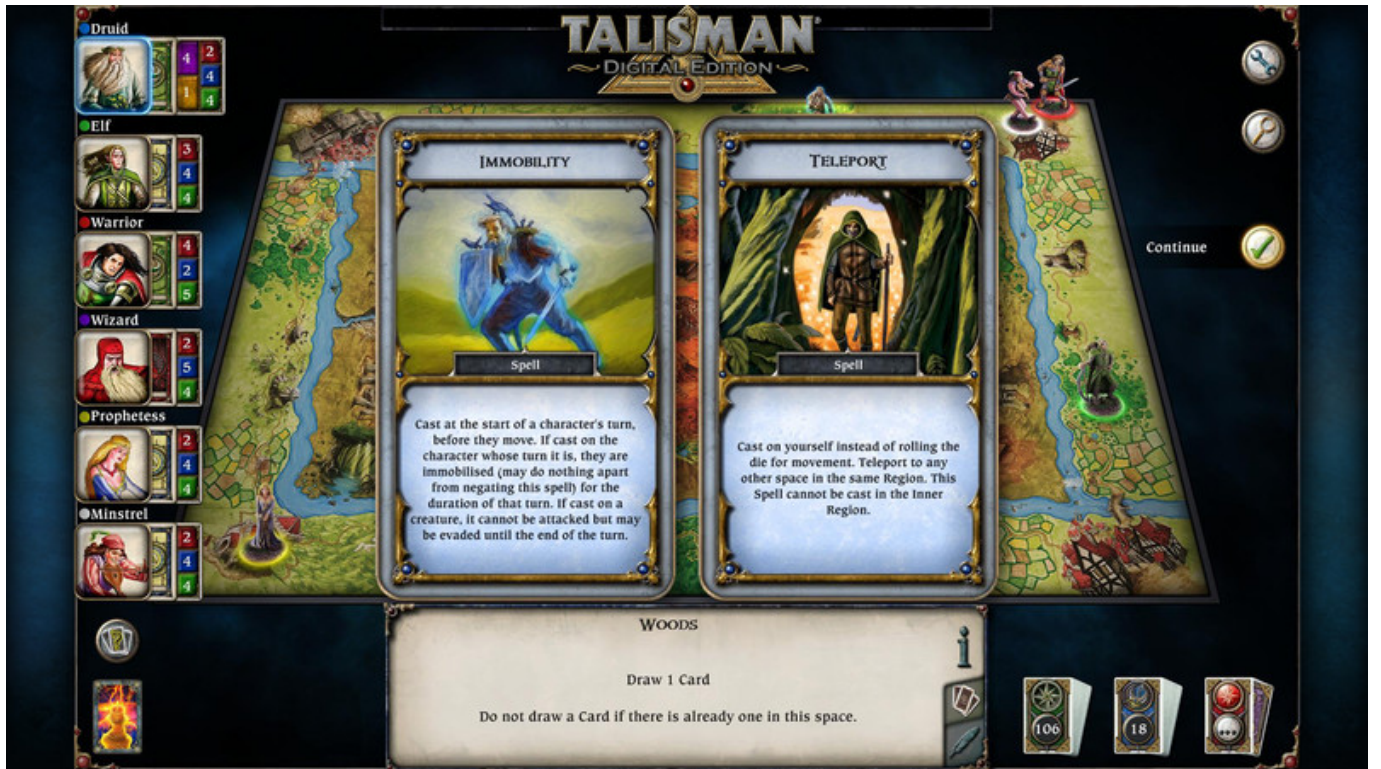 TALISMAN
DIGITAL EDITION
Druid
4
2
4
1
4
Elf
3
4
4
Warrior
4
2
5
Wizard
2
5
4
Prophetess
2
4
4
Minstrel
2
4
4
IMMOBILITY
Spell
Cast at the start of a character's turn,
before they move. If cast on the
character whose turn it is, they are
immobilised (may do nothing apart
from negating this spell) for the
duration of that turn. If cast on a
creature, it cannot be attacked but may
be evaded until the end of the turn.
TELEPORT
Spell
Cast on yourself instead of rolling the
die for movement. Teleport to any
other space in the same Region. This
Spell cannot be cast in the Inner
Region.
Continue
WOODS
Draw 1 Card
Do not draw a Card if there is already one in this space.
106
18